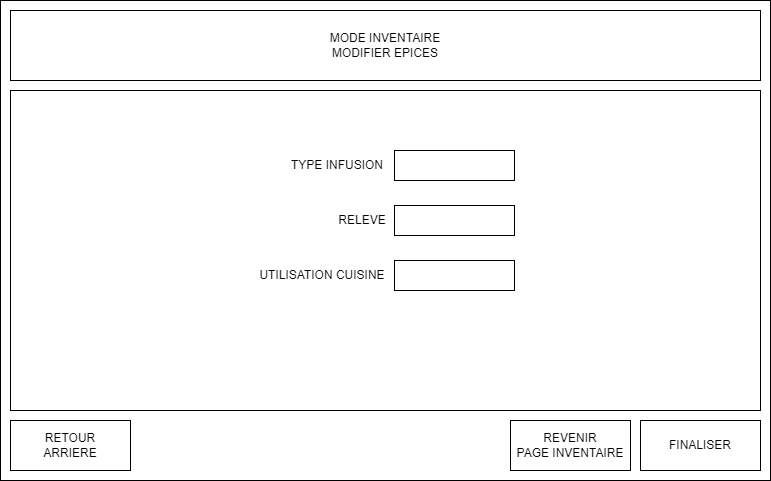 MODE INVENTAIRE
MODIFIER EPICES
TYPE INFUSION
RELEVE
UTILISATION CUISINE
RETOUR
ARRIERE
REVENIR
PAGE INVENTAIRE
FINALISER